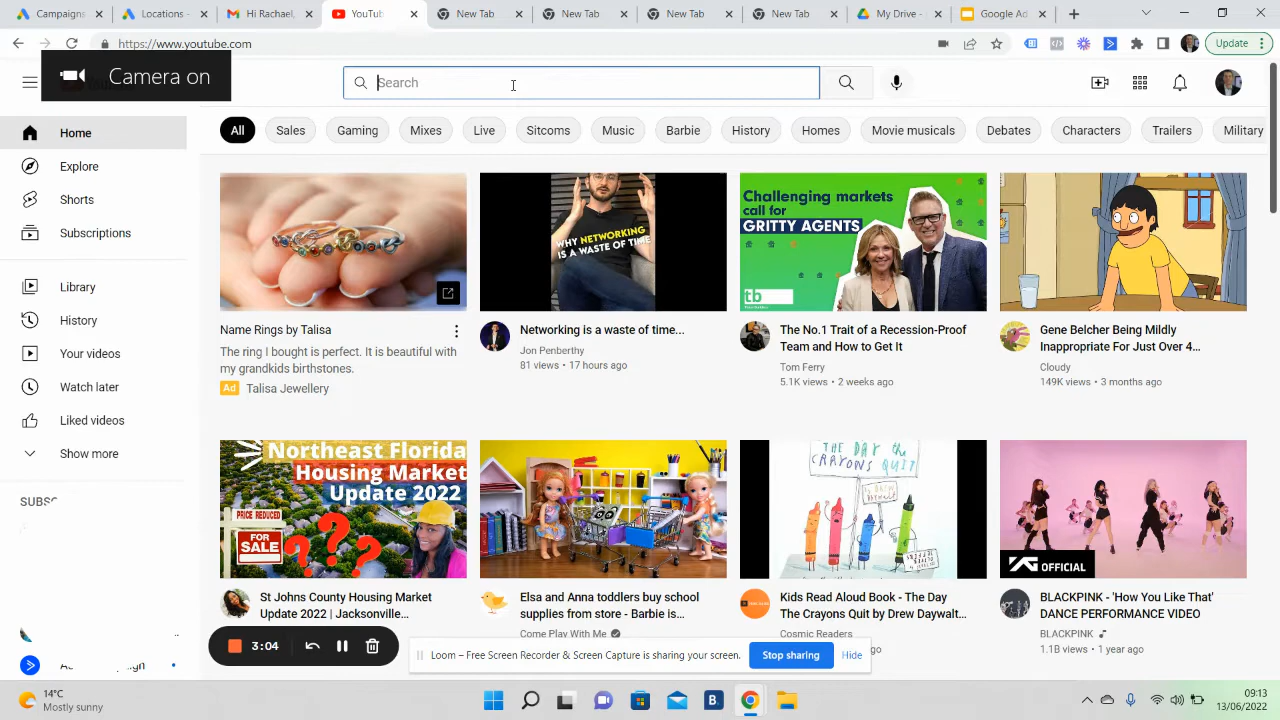 Campaigns -
Locations -
Hi Rachael
YouTube
New Tab
New Tab
New Tab
New Tab
My Drive -
Google Ad
https://www.youtube.com
Update
Camera on
Search
Home
Explore
Shorts
Subscriptions
Library
History
Your videos
Watch later
Liked videos
Show more
All
Sales
Gaming
Mixes
Live
Sitcoms
Music
Barbie
History
Homes
Movie musicals
Debates
Characters
Trailers
Military
Name Rings by Talisa
The ring I bought is perfect. It is beautiful with
my grandkids birthstones.
Ad Talisa Jewellery
WHY NETWORKING
IS A WASTE OF TIME
Networking is a waste of time...
Jon Penberthy
81 views • 17 hours ago
Challenging markets
call for
GRITTY AGENTS
tb
The No.1 Trait of a Recession-Proof
Team and How to Get It
Tom Ferry
5.1K views • 2 weeks ago
Gene Belcher Being Mildly
Inappropriate For Just Over 4...
Cloudy
149K views • 3 months ago
Northeast Florida
Housing Market
Update 2022
PRICE REDUCED
FOR
SALE
???
St Johns County Housing Market
Update 2022 | Jacksonville...
Elsa and Anna toddlers buy school
supplies from store - Barbie is...
Come Play With Me
THE DAY THE
CRAYONS QUIT
Kids Read Aloud Book - The Day
The Crayons Quit by Drew Daywalt...
Cosmic Readers
YG OFFICIAL
BLACKPINK - 'How You Like That'
DANCE PERFORMANCE VIDEO
BLACKPINK
1.1B views • 1 year ago
3:04
Loom – Free Screen Recorder & Screen Capture is sharing your screen.
Stop sharing
Hide
go
14°C
Mostly sunny
B
09:13
13/06/2022